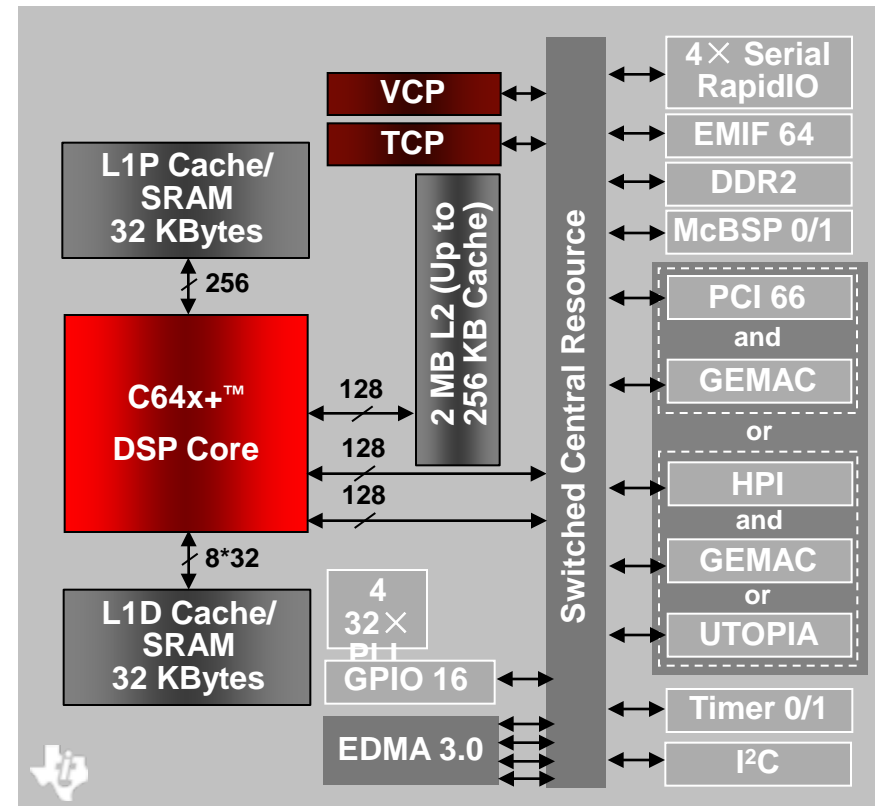 VCP
TCP
L1P Cache/
SRAM
32 KBytes
256
C64x+™
DSP Core
128
128
128
2 MB L2 (Up to
256 KB Cache)
8*32
L1D Cache/
SRAM
32 KBytes
4
32×
PLL
GPIO 16
EDMA 3.0
Switched Central Resource
4× Serial
RapidIO
EMIF 64
DDR2
McBSP 0/1
PCI 66
and
GEMAC
or
HPI
and
GEMAC
or
UTOPIA
Timer 0/1
I²C